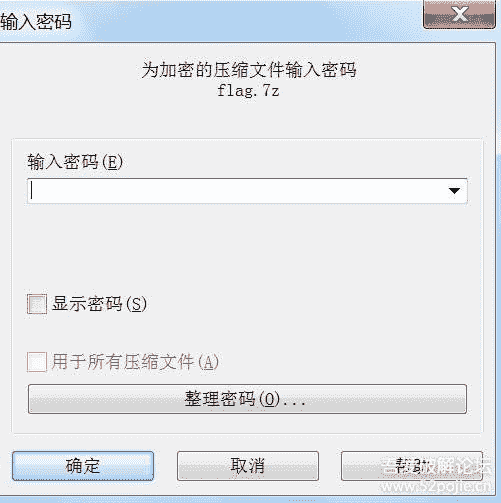 输入密码
为加密的压缩文件输入密码
flag.7z
输入密码(E)
显示密码(S)
用于所有压缩文件(A)
整理密码(O)...
确定
取消
帮助
吾爱破解论坛
www.52pojie.cn